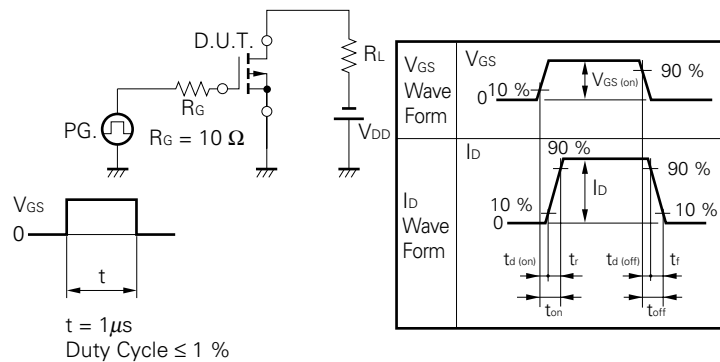 D.U.T.
RL
RG
PG.
RG = 10 Ω
VDD
VGS
0
t
t = 1μs
Duty Cycle ≤ 1 %
VGS
Wave
Form
VGS
10 %
0
VGS (on)
90 %
ID
Wave
Form
ID
90 %
90 %
ID
10 %
10 %
0
td (on)
tr
td (off)
tf
ton
toff